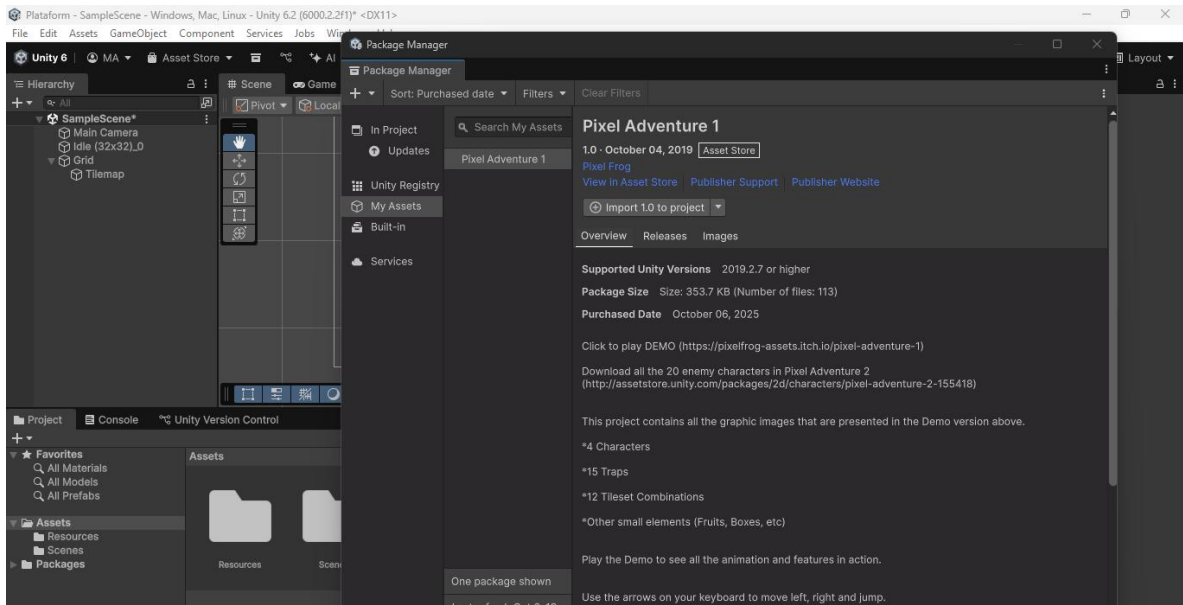 Plataform - SampleScene - Windows, Mac, Linux - Unity 6.2 (6000.2.2f1)* <DX11>
File Edit Assets GameObject Component Services Jobs
Unity 6 MA Asset Store AI Layout
Package Manager
Package Manager
Hierarchy
All
SampleScene*
Main Camera
Idle (32x32)_0
Grid
Tilemap
Scene Game
Pivot Local
Sort: Purchased date Filters Clear Filters
In Project
Updates
Unity Registry
My Assets
Built-in
Services
Search My Assets
Pixel Adventure 1
One package shown
Pixel Adventure 1
1.0 · October 04, 2019 Asset Store
Pixel Frog
View in Asset Store Publisher Support Publisher Website
Import 1.0 to project
Overview Releases Images
Supported Unity Versions 2019.2.7 or higher
Package Size Size: 353.7 KB (Number of files: 113)
Purchased Date October 06, 2025
Click to play DEMO (https://pixelfrog-assets.itch.io/pixel-adventure-1)
Download all the 20 enemy characters in Pixel Adventure 2
(http://assetstore.unity.com/packages/2d/characters/pixel-adventure-2-155418)
This project contains all the graphic images that are presented in the Demo version above.
*4 Characters
*15 Traps
*12 Tileset Combinations
*Other small elements (Fruits, Boxes, etc)
Play the Demo to see all the animation and features in action.
Use the arrows on your keyboard to move left, right and jump.
Project Console Unity Version Control
Favorites
All Materials
All Models
All Prefabs
Assets
Resources
Scenes
Packages
Assets
Resources